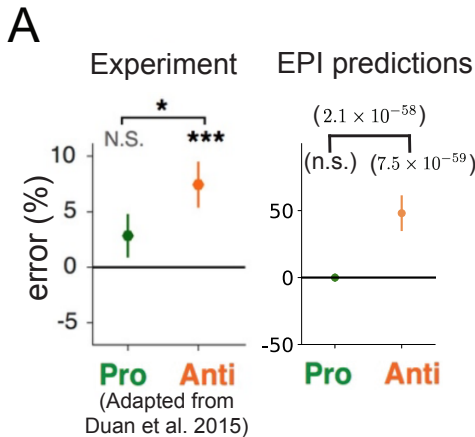 A
Experiment
EPI predictions
*
(2.1 × 10⁻⁵⁸)
N.S.
***
(n.s.)
(7.5 × 10⁻⁵⁹)
error (%)
10
5
0
-5
50
0
-50
Pro
Anti
Pro
Anti
(Adapted from
Duan et al. 2015)